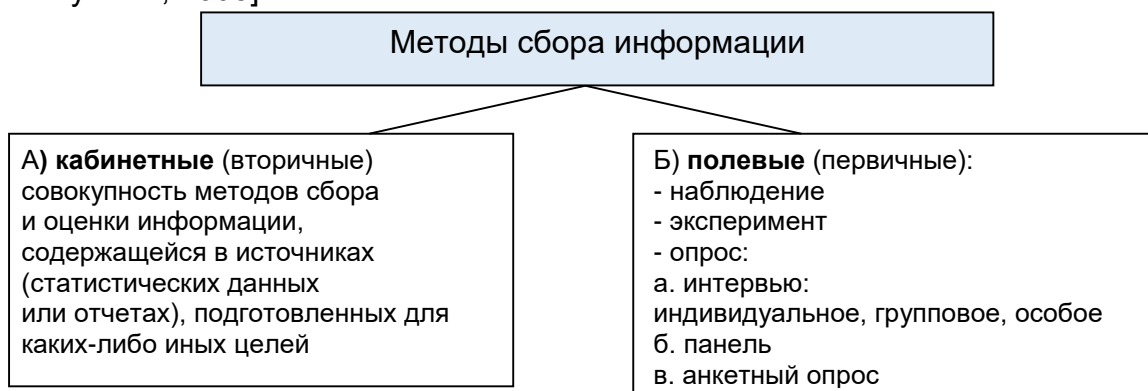 Методы сбора информации
А) кабинетные (вторичные)
совокупность методов сбора
и оценки информации,
содержащейся в источниках
(статистических данных
или отчетах), подготовленных для
каких-либо иных целей
Б) полевые (первичные):
- наблюдение
- эксперимент
- опрос:
а. интервью:
индивидуальное, групповое, особое
б. панель
в. анкетный опрос